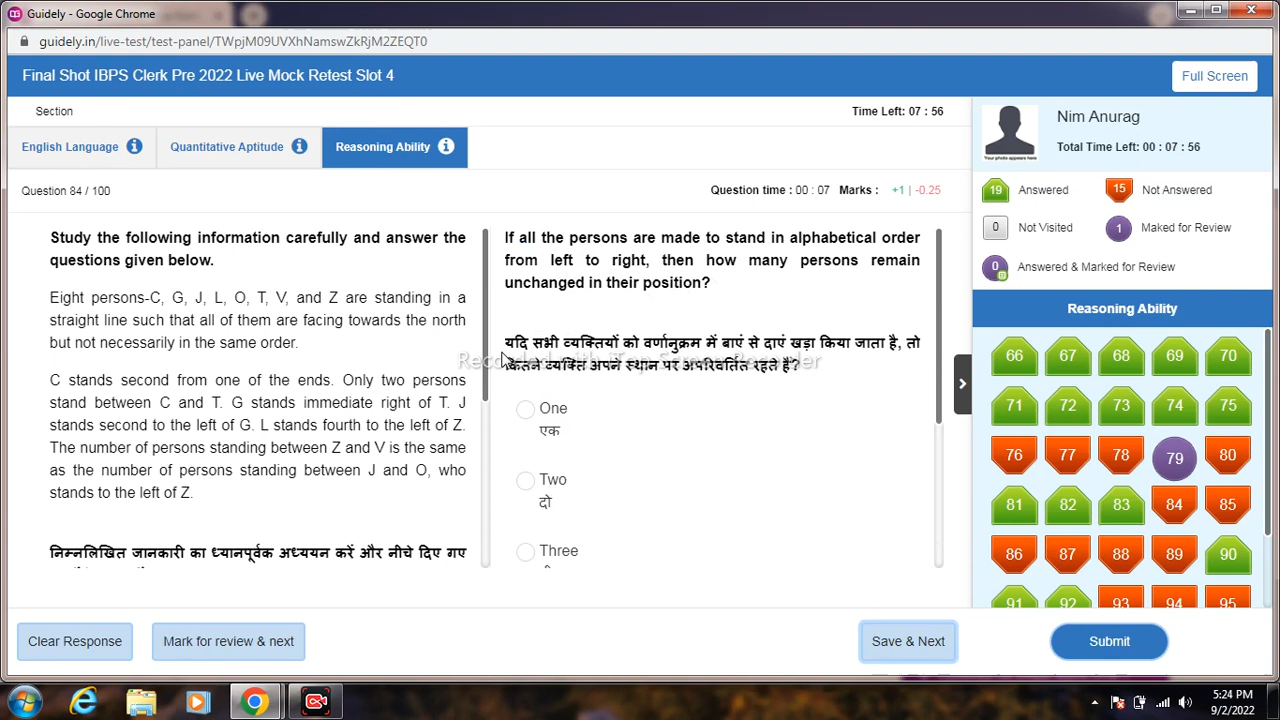 Guidely - Google Chrome
guidely.in/live-test/test-panel/TWpjM09UVXhNamswZkRjM2ZEQT0
Final Shot IBPS Clerk Pre 2022 Live Mock Retest Slot 4
Full Screen
Section
Time Left: 07 : 56
English Language
Quantitative Aptitude
Reasoning Ability
Question 84 / 100
Question time : 00 : 07 Marks : +1 | -0.25
Study the following information carefully and answer the
questions given below.
Eight persons-C, G, J, L, O, T, V, and Z are standing in a
straight line such that all of them are facing towards the north
but not necessarily in the same order.
C stands second from one of the ends. Only two persons
stand between C and T. G stands immediate right of T. J
stands second to the left of G. L stands fourth to the left of Z.
The number of persons standing between Z and V is the same
as the number of persons standing between J and O, who
stands to the left of Z.
निम्नलिखित जानकारी का ध्यानपूर्वक अध्ययन करें और नीचे दिए गए
If all the persons are made to stand in alphabetical order
from left to right, then how many persons remain
unchanged in their position?
यदि सभी व्यक्तियों को वर्णानुक्रम में बाएं से दाएं खड़ा किया जाता है, तो
कितने व्यक्ति अपने स्थान पर अपरिवर्तित रहते हैं?
Recorded with iTop Screen Recorder
One
एक
Two
दो
Three
Clear Response
Mark for review & next
Save & Next
Submit
Nim Anurag
Total Time Left: 00 : 07 : 56
Your photo appears here
19 Answered
15 Not Answered
0 Not Visited
1 Maked for Review
0 Answered & Marked for Review
Reasoning Ability
66 67 68 69 70
71 72 73 74 75
76 77 78 79 80
81 82 83 84 85
86 87 88 89 90
91 92 93 94 95
5:24 PM
9/2/2022